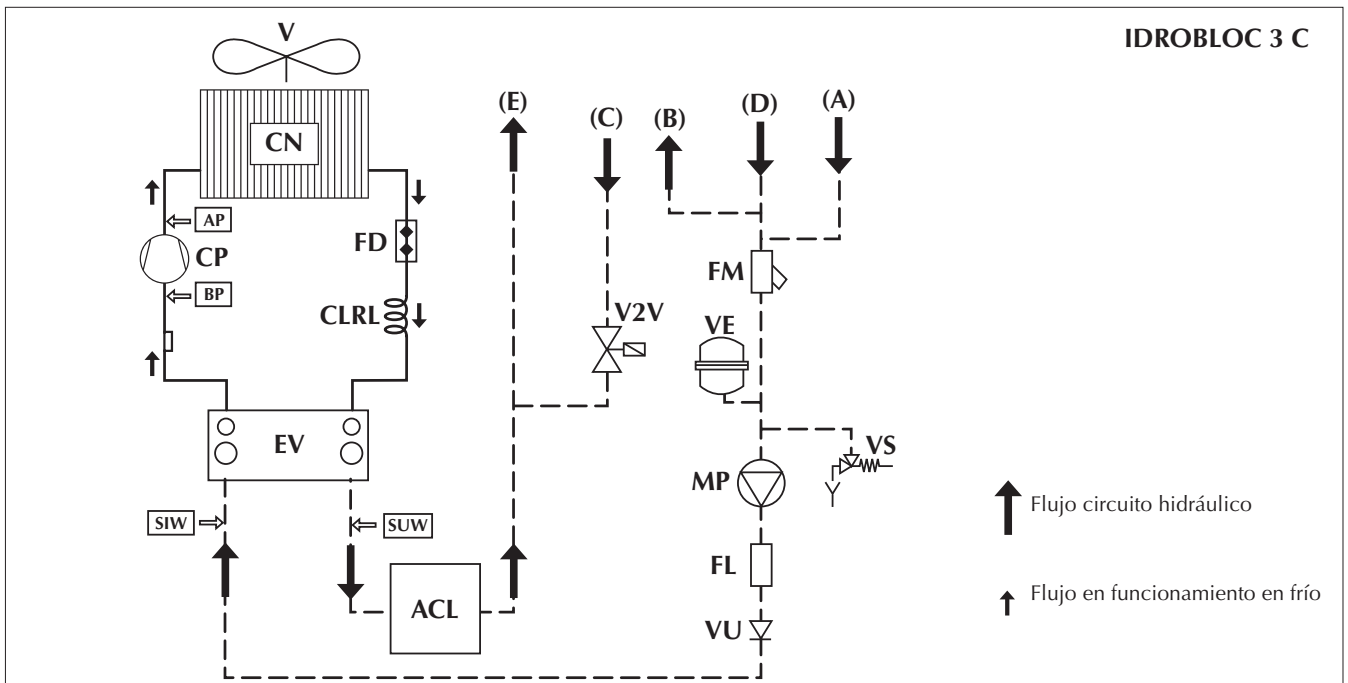 IDROBLOC 3 C
V
(E)
(C)
(B)
(D)
(A)
CN
AP
FD
CP
FM
BP
CLRL
V2V
VE
EV
VS
MP
SIW
SUW
Flujo circuito hidráulico
FL
ACL
Flujo en funcionamiento en frío
VU